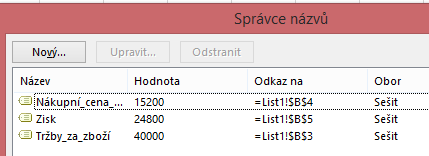 Správce názvů
Nový... Upravit... Odstranit
Název Hodnota Odkaz na Obor
Nákupní_cena_... 15200 =List1!$B$4 Sešit
Zisk 24800 =List1!$B$5 Sešit
Tržby_za_zboží 40000 =List1!$B$3 Sešit